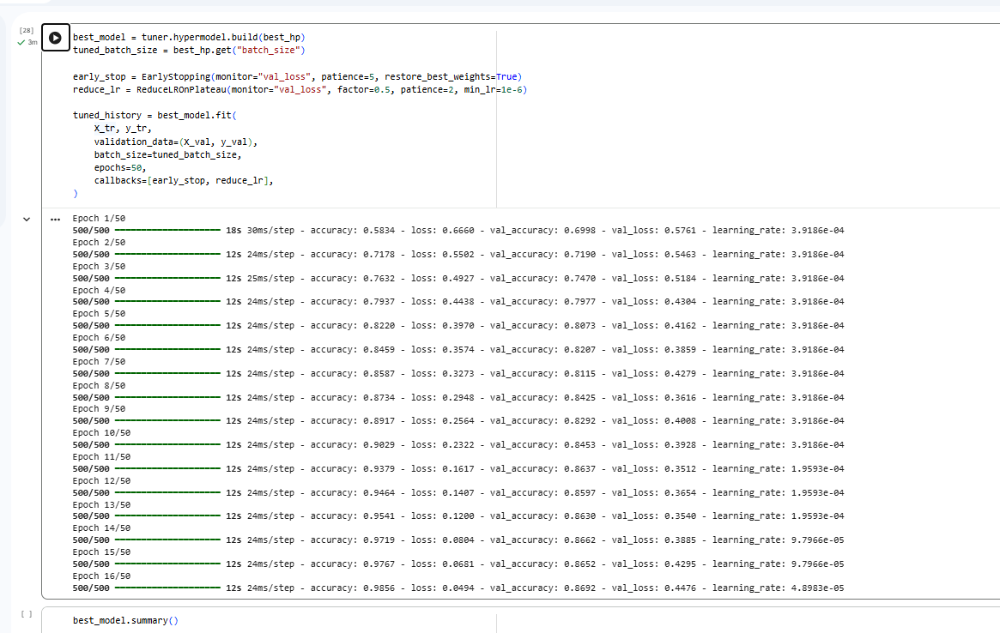 [28]
3m
best_model = tuner.hypermodel.build(best_hp)
tuned_batch_size = best_hp.get("batch_size")
early_stop = EarlyStopping(monitor="val_loss", patience=5, restore_best_weights=True)
reduce_lr = ReduceLROnPlateau(monitor="val_loss", factor=0.5, patience=2, min_lr=1e-6)
tuned_history = best_model.fit(
    X_tr, y_tr,
    validation_data=(X_val, y_val),
    batch_size=tuned_batch_size,
    epochs=50,
    callbacks=[early_stop, reduce_lr],
)
Epoch 1/50
500/500 18s 30ms/step - accuracy: 0.5834 - loss: 0.6660 - val_accuracy: 0.6998 - val_loss: 0.5761 - learning_rate: 3.9186e-04
Epoch 2/50
500/500 12s 24ms/step - accuracy: 0.7178 - loss: 0.5502 - val_accuracy: 0.7190 - val_loss: 0.5463 - learning_rate: 3.9186e-04
Epoch 3/50
500/500 12s 25ms/step - accuracy: 0.7632 - loss: 0.4927 - val_accuracy: 0.7470 - val_loss: 0.5184 - learning_rate: 3.9186e-04
Epoch 4/50
500/500 12s 24ms/step - accuracy: 0.7937 - loss: 0.4438 - val_accuracy: 0.7977 - val_loss: 0.4304 - learning_rate: 3.9186e-04
Epoch 5/50
500/500 12s 24ms/step - accuracy: 0.8220 - loss: 0.3970 - val_accuracy: 0.8073 - val_loss: 0.4162 - learning_rate: 3.9186e-04
Epoch 6/50
500/500 12s 24ms/step - accuracy: 0.8459 - loss: 0.3574 - val_accuracy: 0.8207 - val_loss: 0.3859 - learning_rate: 3.9186e-04
Epoch 7/50
500/500 12s 24ms/step - accuracy: 0.8587 - loss: 0.3273 - val_accuracy: 0.8115 - val_loss: 0.4279 - learning_rate: 3.9186e-04
Epoch 8/50
500/500 12s 24ms/step - accuracy: 0.8734 - loss: 0.2948 - val_accuracy: 0.8425 - val_loss: 0.3616 - learning_rate: 3.9186e-04
Epoch 9/50
500/500 12s 24ms/step - accuracy: 0.8917 - loss: 0.2564 - val_accuracy: 0.8292 - val_loss: 0.4008 - learning_rate: 3.9186e-04
Epoch 10/50
500/500 12s 24ms/step - accuracy: 0.9029 - loss: 0.2322 - val_accuracy: 0.8453 - val_loss: 0.3928 - learning_rate: 3.9186e-04
Epoch 11/50
500/500 12s 24ms/step - accuracy: 0.9379 - loss: 0.1617 - val_accuracy: 0.8637 - val_loss: 0.3512 - learning_rate: 1.9593e-04
Epoch 12/50
500/500 12s 24ms/step - accuracy: 0.9464 - loss: 0.1407 - val_accuracy: 0.8597 - val_loss: 0.3654 - learning_rate: 1.9593e-04
Epoch 13/50
500/500 12s 24ms/step - accuracy: 0.9541 - loss: 0.1200 - val_accuracy: 0.8630 - val_loss: 0.3540 - learning_rate: 1.9593e-04
Epoch 14/50
500/500 12s 24ms/step - accuracy: 0.9719 - loss: 0.0804 - val_accuracy: 0.8662 - val_loss: 0.3885 - learning_rate: 9.7966e-05
Epoch 15/50
500/500 12s 24ms/step - accuracy: 0.9767 - loss: 0.0681 - val_accuracy: 0.8652 - val_loss: 0.4295 - learning_rate: 9.7966e-05
Epoch 16/50
500/500 12s 24ms/step - accuracy: 0.9856 - loss: 0.0494 - val_accuracy: 0.8692 - val_loss: 0.4476 - learning_rate: 4.8983e-05
[ ]
best_model.summary()